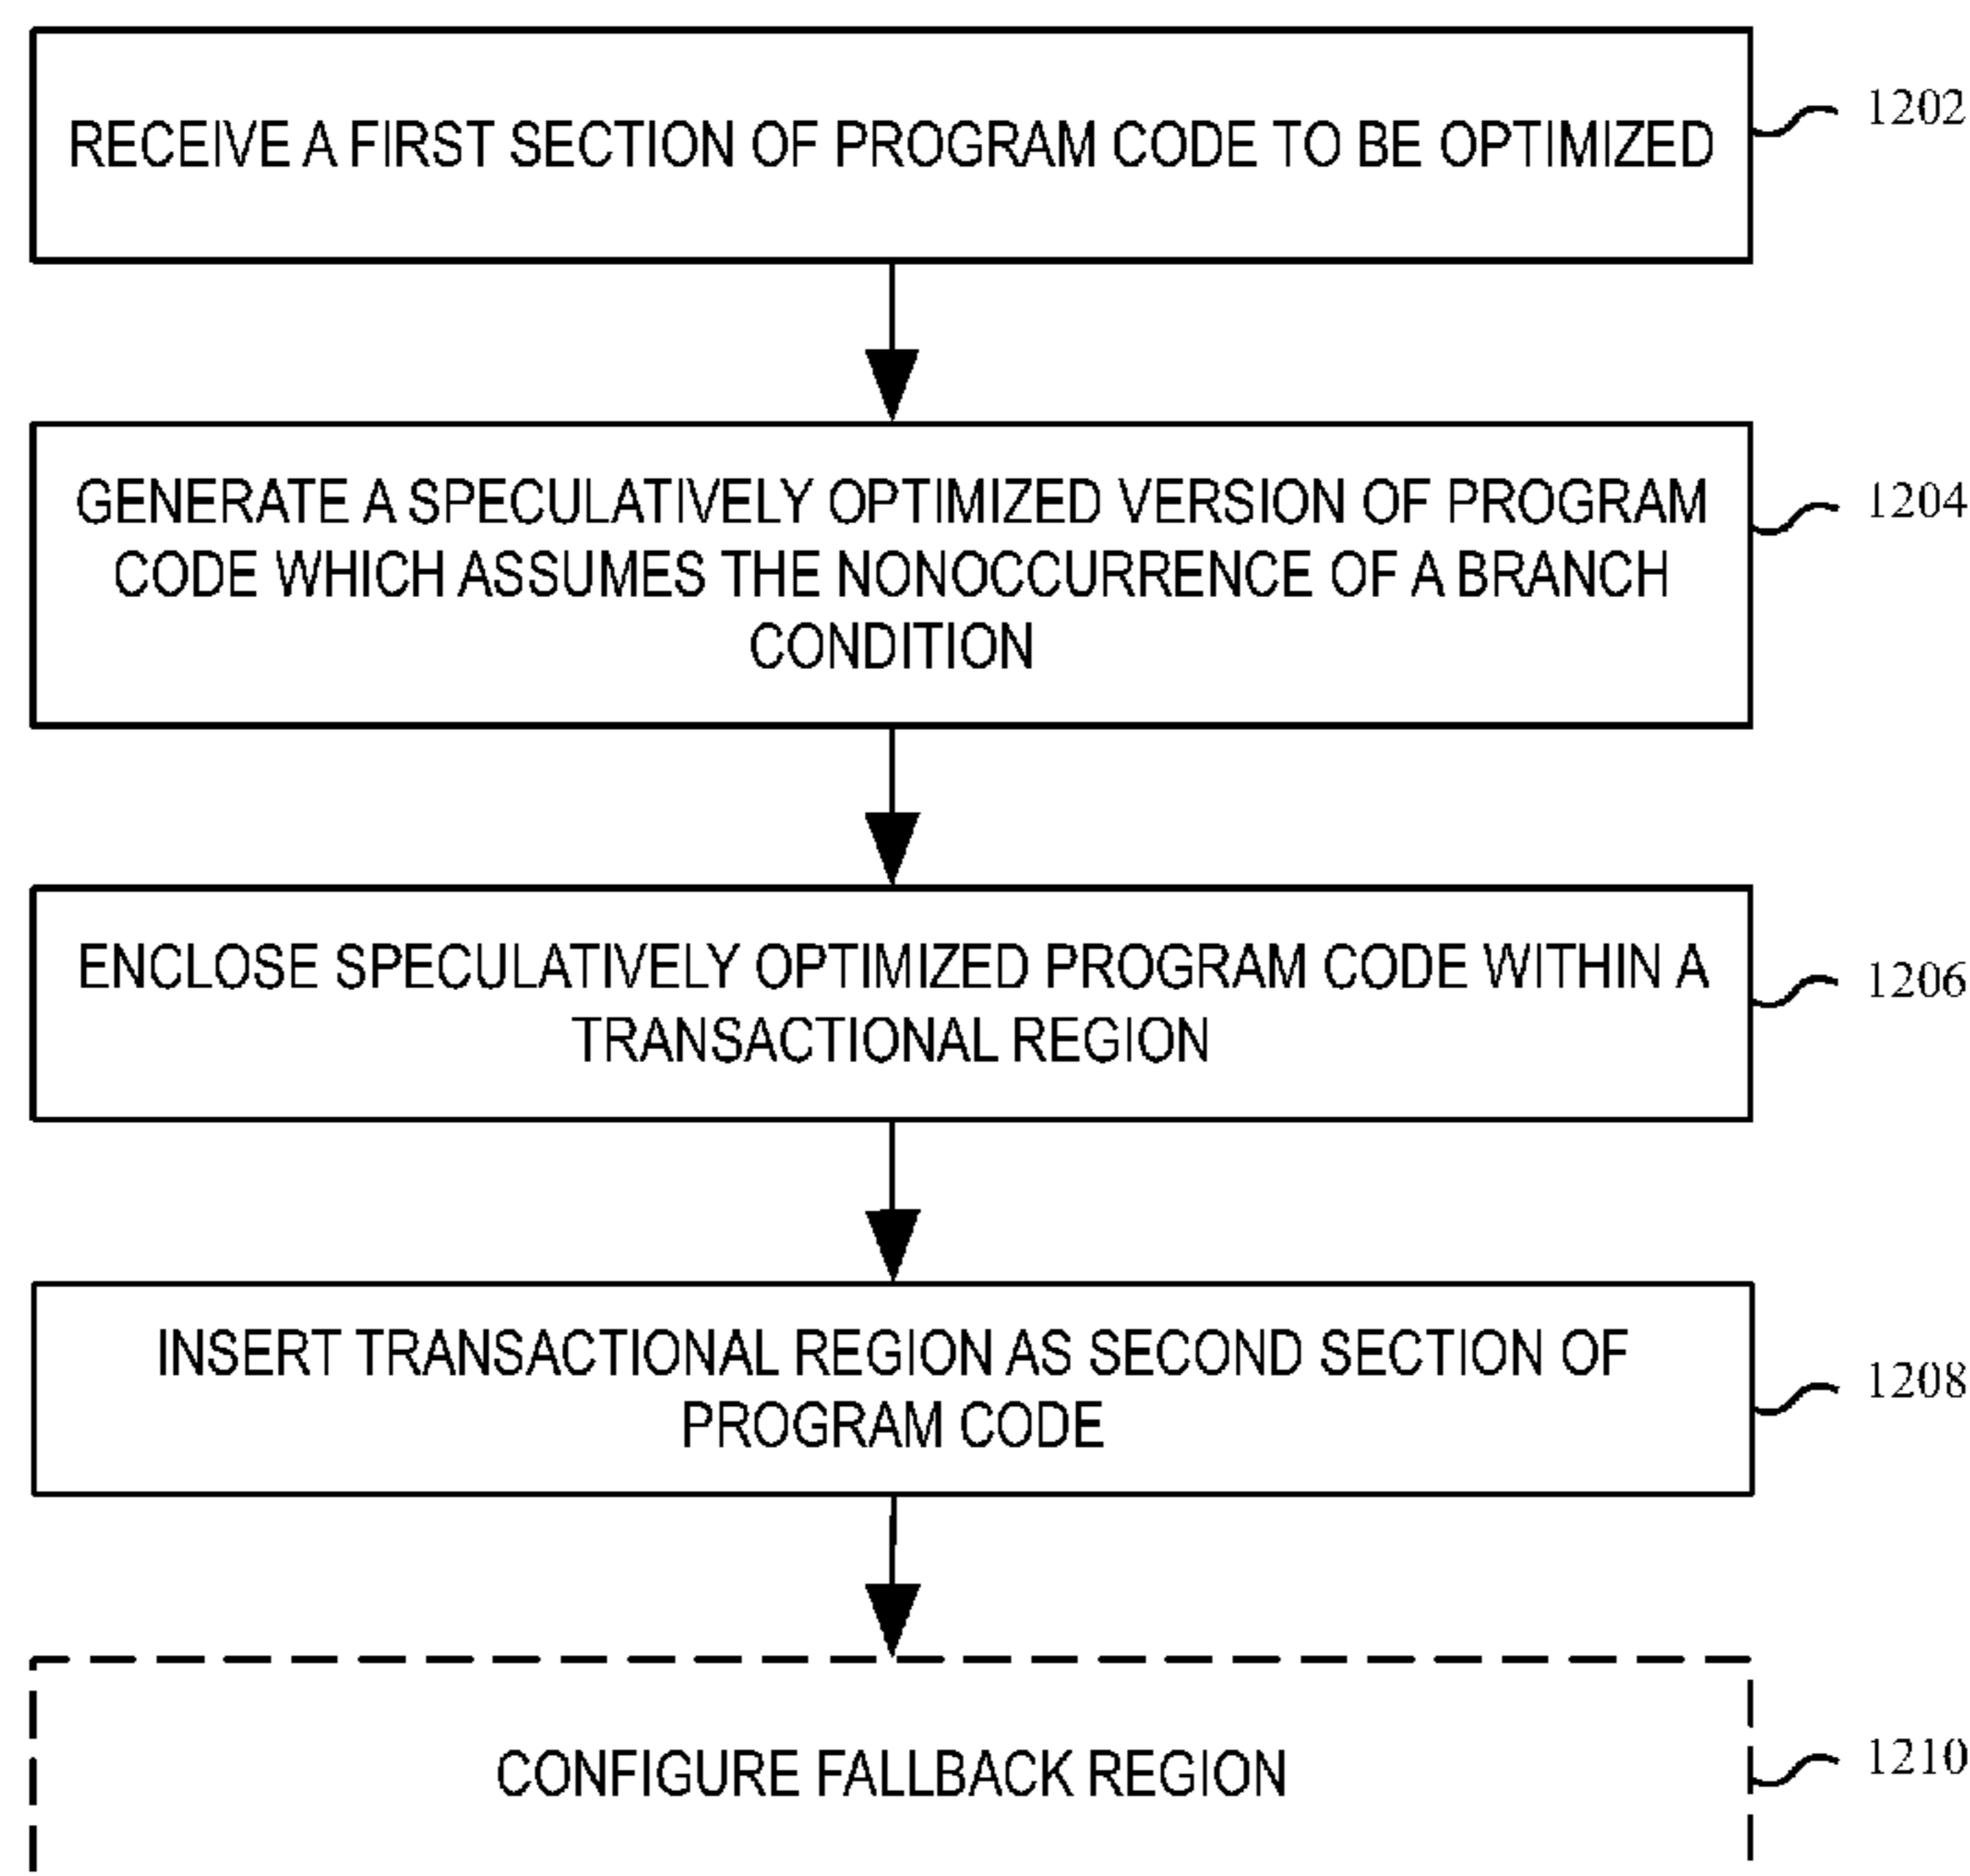 RECEIVE A FIRST SECTION OF PROGRAM CODE TO BE OPTIMIZED
1202
GENERATE A SPECULATIVELY OPTIMIZED VERSION OF PROGRAM
CODE WHICH ASSUMES THE NONOCCURRENCE OF A BRANCH
CONDITION
1204
ENCLOSE SPECULATIVELY OPTIMIZED PROGRAM CODE WITHIN A
TRANSACTIONAL REGION
1206
INSERT TRANSACTIONAL REGION AS SECOND SECTION OF
PROGRAM CODE
1208
CONFIGURE FALLBACK REGION
1210